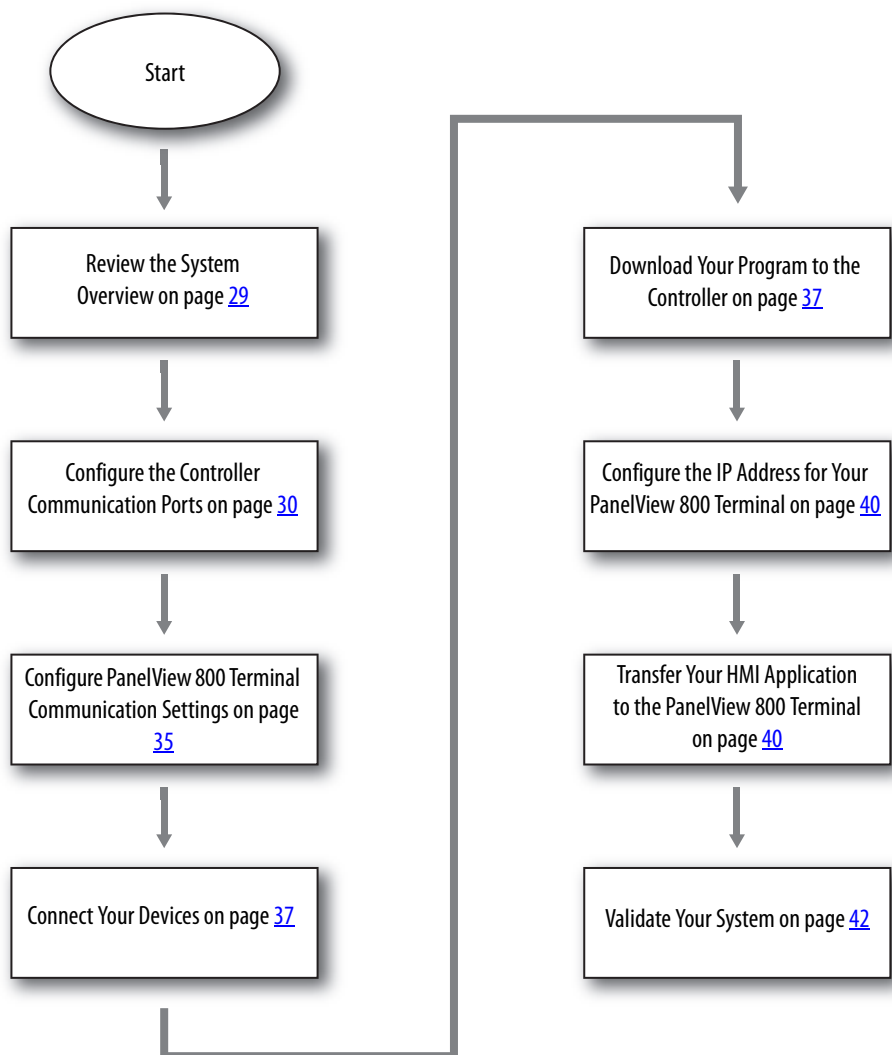 Start
Review the System
Overview on page 29
Configure the Controller
Communication Ports on page 30
Configure PanelView 800 Terminal
Communication Settings on page
35
Connect Your Devices on page 37
Download Your Program to the
Controller on page 37
Configure the IP Address for Your
PanelView 800 Terminal on page 40
Transfer Your HMI Application
to the PanelView 800 Terminal
on page 40
Validate Your System on page 42